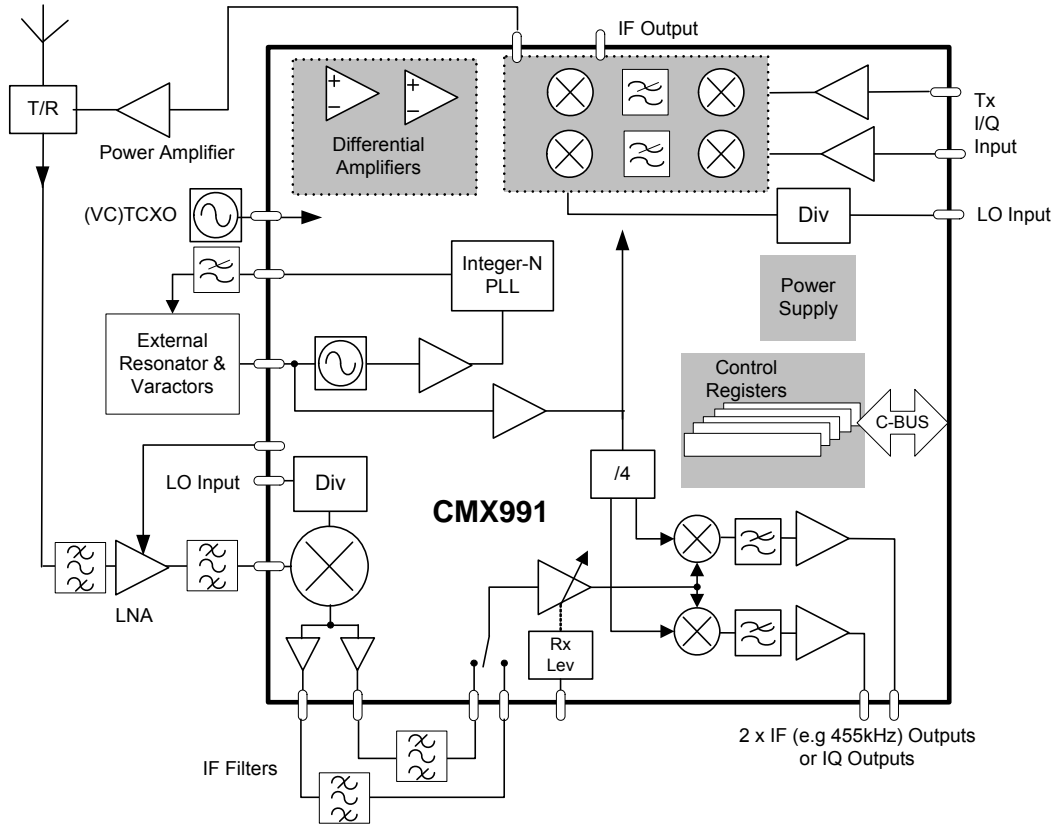 IF Output
T/R
Power Amplifier
+
−
+
−
Differential
Amplifiers
Tx
I/Q
Input
(VC)TCXO
Div
LO Input
Integer-N
PLL
Power
Supply
External
Resonator &
Varactors
Control
Registers
C-BUS
LO Input
Div
/4
CMX991
LNA
Rx
Lev
IF Filters
2 x IF (e.g 455kHz) Outputs
or IQ Outputs